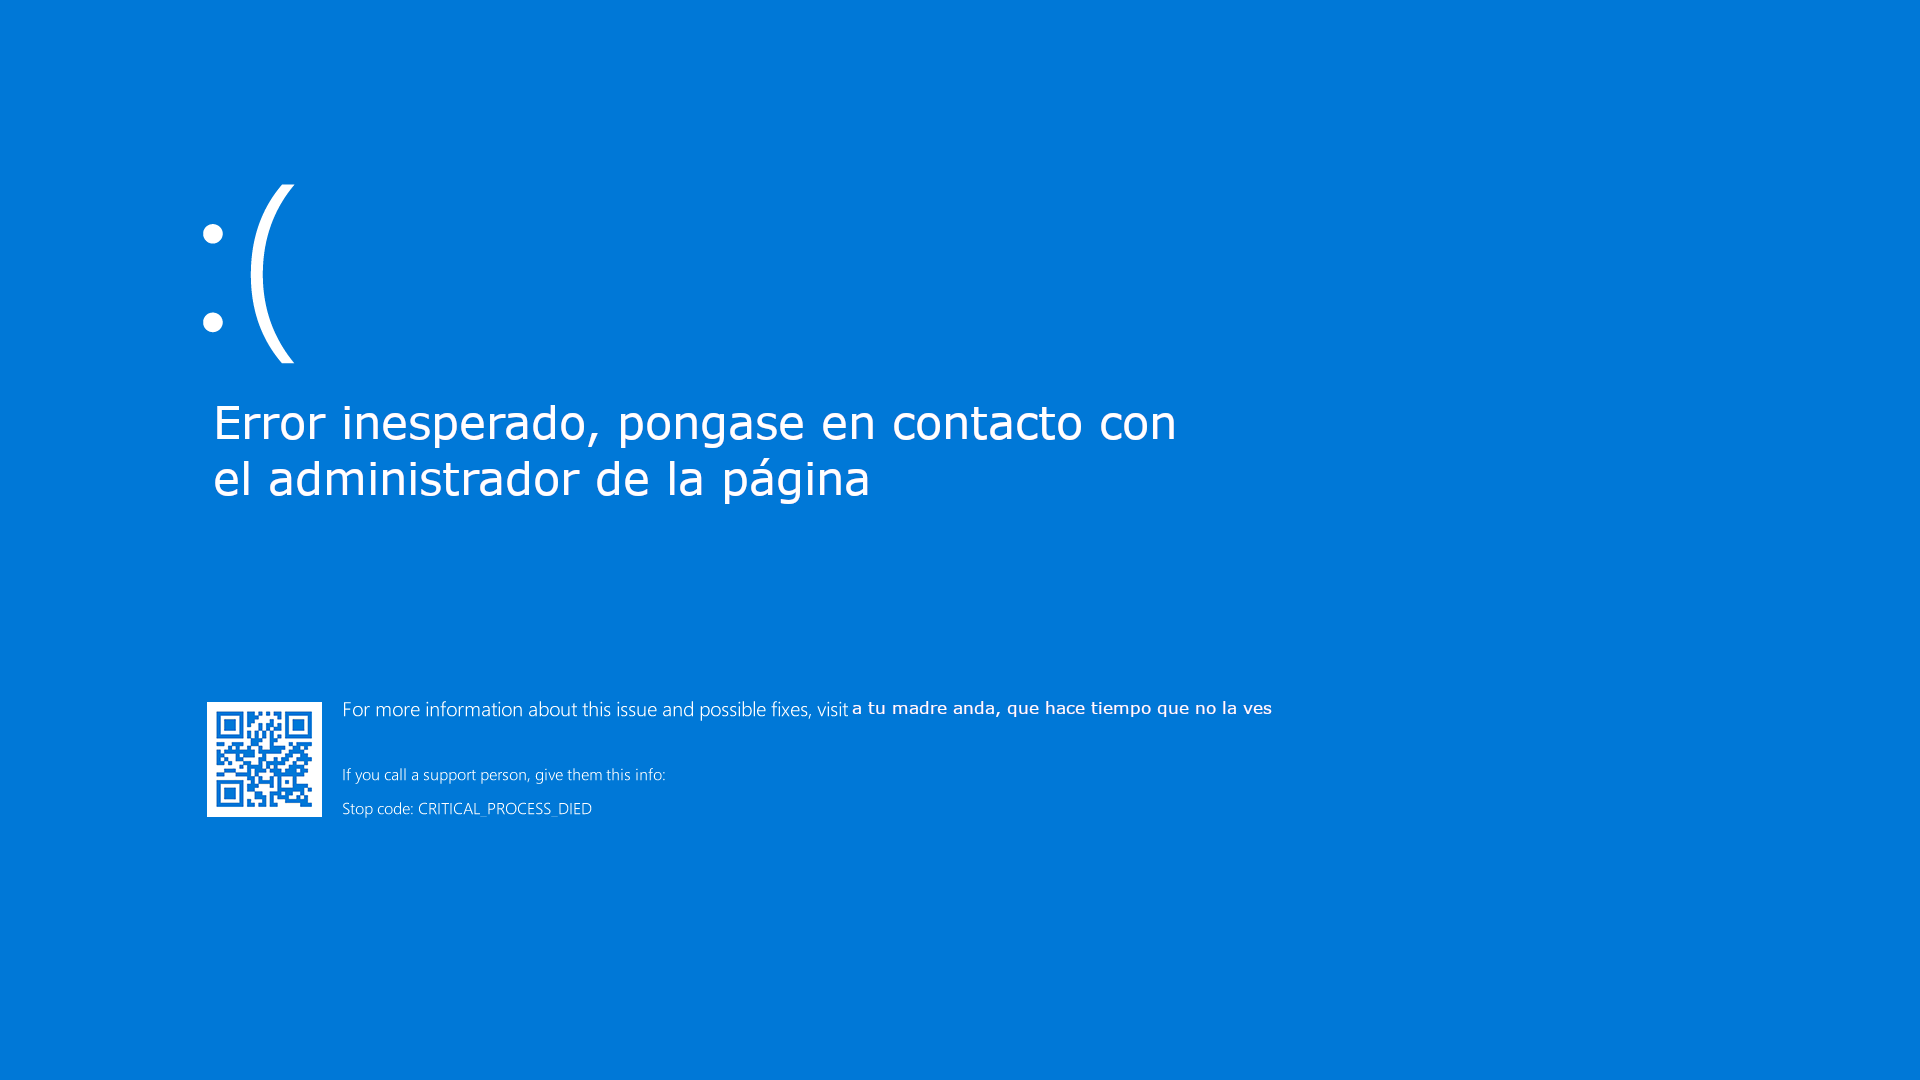 :(
Error inesperado, pongase en contacto con
el administrador de la página
For more information about this issue and possible fixes, visit a tu madre anda, que hace tiempo que no la ves
If you call a support person, give them this info:
Stop code: CRITICAL_PROCESS_DIED